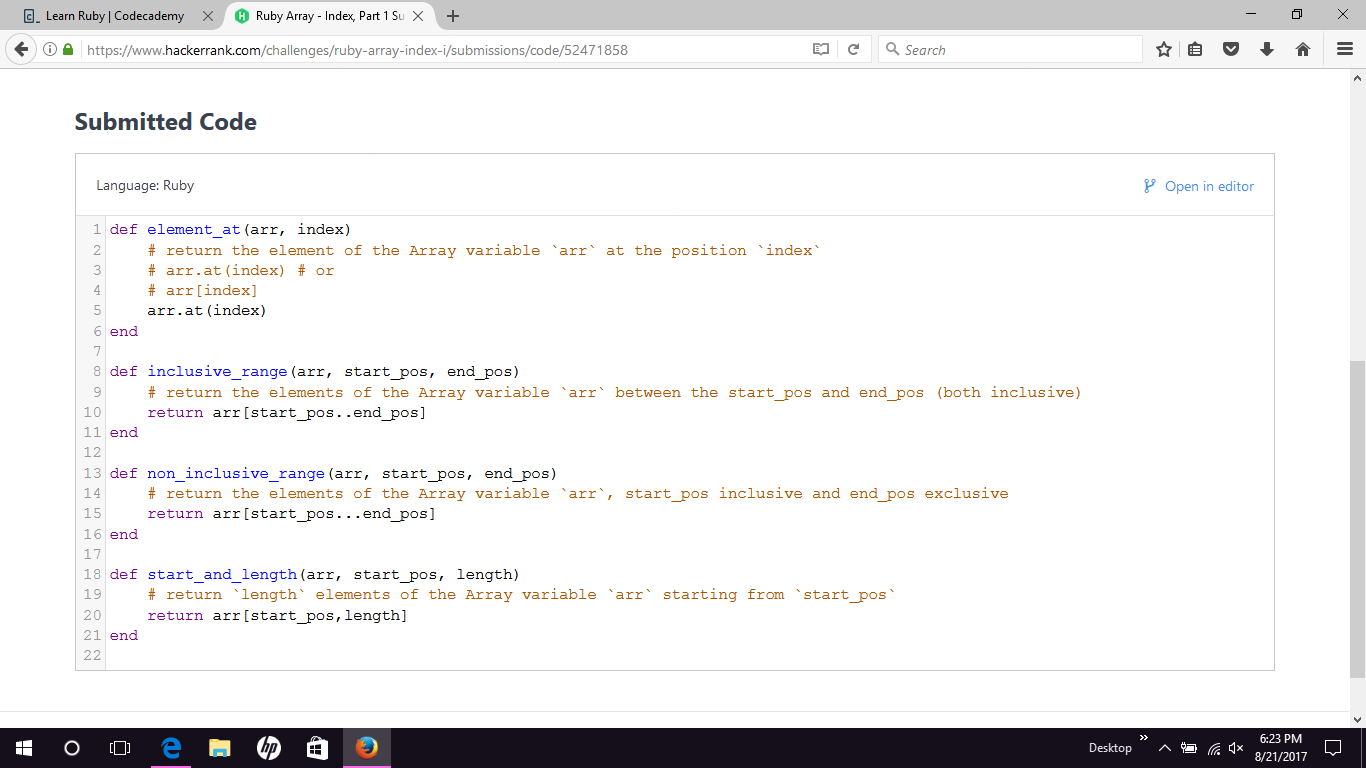 Learn Ruby | Codecademy
Ruby Array - Index, Part 1 Su
https://www.hackerrank.com/challenges/ruby-array-index-i/submissions/code/52471858
Search
Submitted Code
Language: Ruby
Open in editor
1 def element_at(arr, index)
2     # return the element of the Array variable `arr` at the position `index`
3     # arr.at(index) # or
4     # arr[index]
5     arr.at(index)
6 end
7
8 def inclusive_range(arr, start_pos, end_pos)
9     # return the elements of the Array variable `arr` between the start_pos and end_pos (both inclusive)
10     return arr[start_pos..end_pos]
11 end
12
13 def non_inclusive_range(arr, start_pos, end_pos)
14     # return the elements of the Array variable `arr`, start_pos inclusive and end_pos exclusive
15     return arr[start_pos...end_pos]
16 end
17
18 def start_and_length(arr, start_pos, length)
19     # return `length` elements of the Array variable `arr` starting from `start_pos`
20     return arr[start_pos,length]
21 end
22
hp
Desktop
6:23 PM
8/21/2017